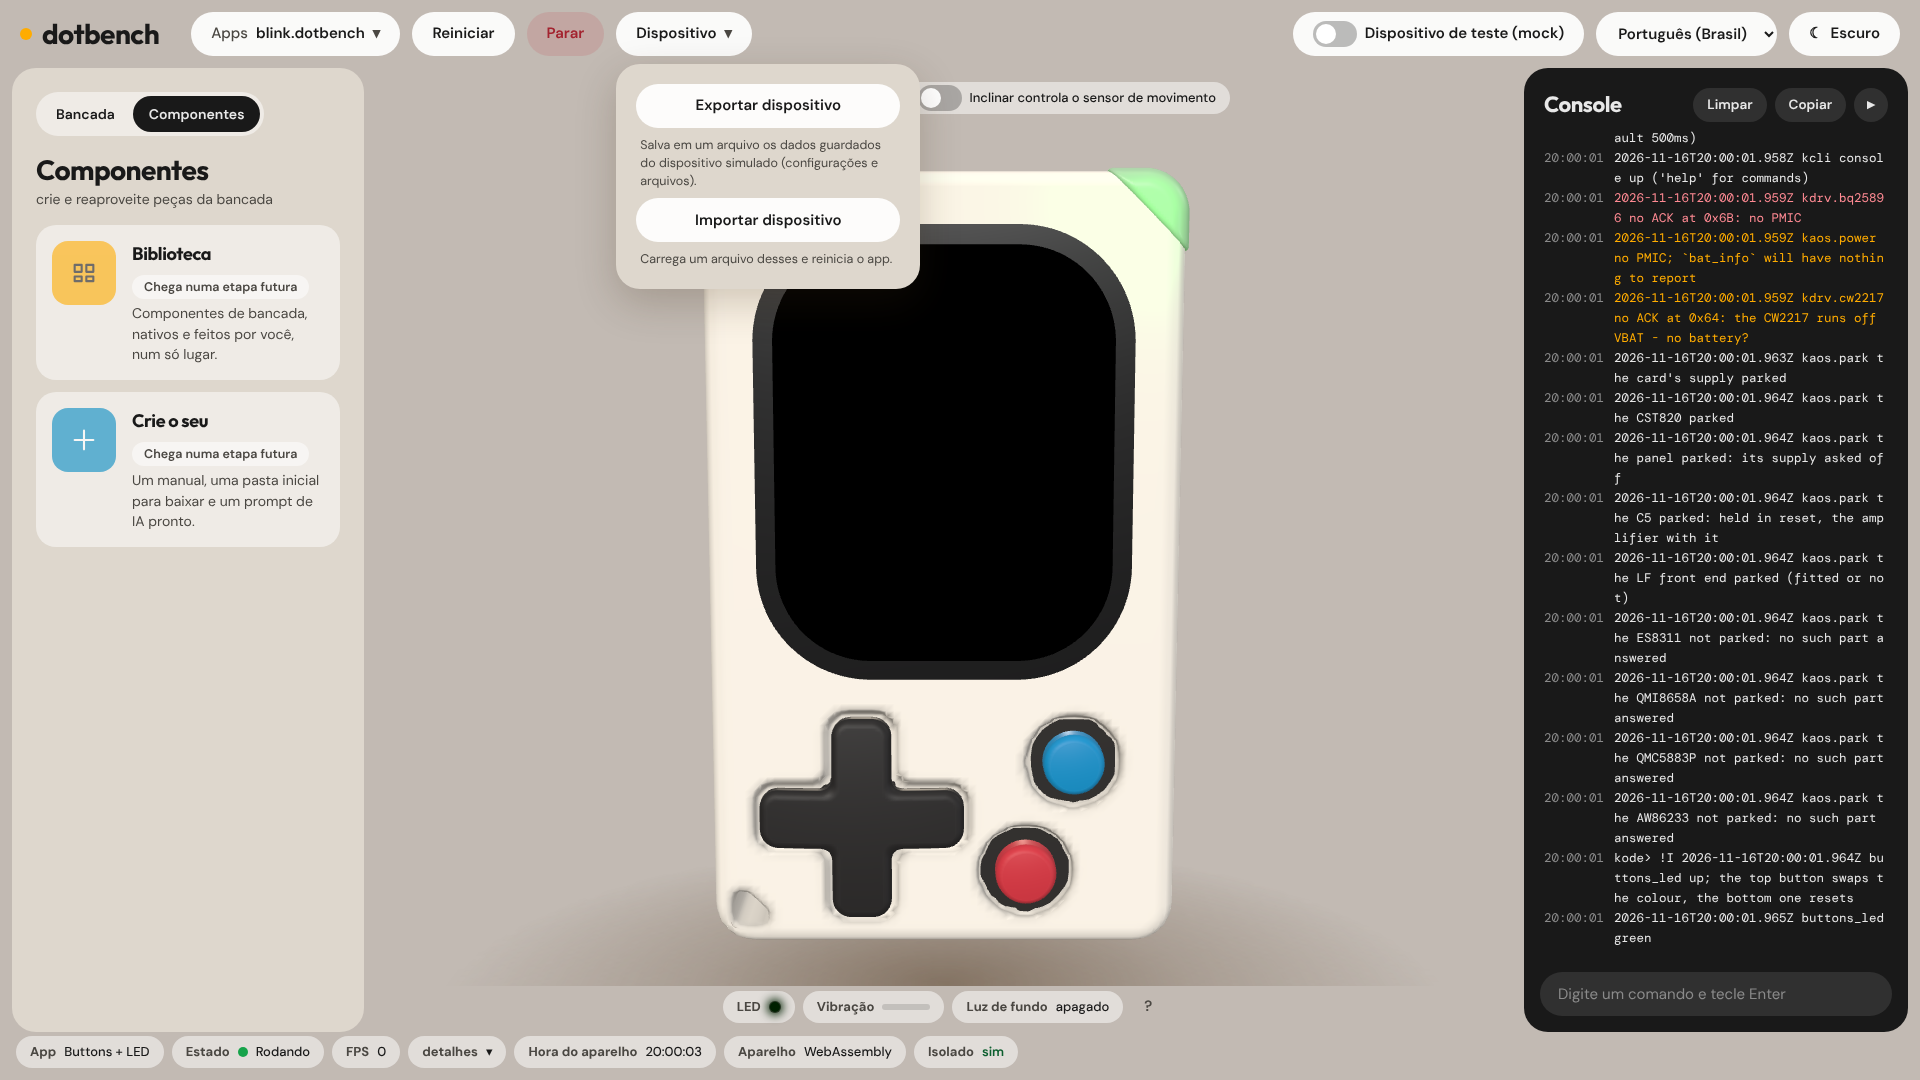 dotbench
Apps blink.dotbench ▾
Reiniciar
Parar
Dispositivo ▾
Dispositivo de teste (mock)
Português (Brasil)
Escuro
Bancada
Componentes
Componentes
crie e reaproveite peças da bancada
Biblioteca
Chega numa etapa futura
Componentes de bancada,
nativos e feitos por você,
num só lugar.
Crie o seu
Chega numa etapa futura
Um manual, uma pasta inicial
para baixar e um prompt de
IA pronto.
Exportar dispositivo
Salva em um arquivo os dados guardados
do dispositivo simulado (configurações e
arquivos).
Importar dispositivo
Carrega um arquivo desses e reinicia o app.
Inclinar controla o sensor de movimento
Console
Limpar
Copiar
ault 500ms)
20:00:01 2026-11-16T20:00:01.958Z kcli consol
e up ('help' for commands)
20:00:01 2026-11-16T20:00:01.959Z kdrv.bq2589
6 no ACK at 0x6B: no PMIC
20:00:01 2026-11-16T20:00:01.959Z kaos.power
no PMIC; `bat_info` will have nothin
g to report
20:00:01 2026-11-16T20:00:01.959Z kdrv.cw2217
no ACK at 0x64: the CW2217 runs off
VBAT - no battery?
20:00:01 2026-11-16T20:00:01.963Z kaos.park t
he card's supply parked
20:00:01 2026-11-16T20:00:01.964Z kaos.park t
he CST820 parked
20:00:01 2026-11-16T20:00:01.964Z kaos.park t
he panel parked: its supply asked of
f
20:00:01 2026-11-16T20:00:01.964Z kaos.park t
he C5 parked: held in reset, the amp
lifier with it
20:00:01 2026-11-16T20:00:01.964Z kaos.park t
he LF front end parked (fitted or no
t)
20:00:01 2026-11-16T20:00:01.964Z kaos.park t
he ES8311 not parked: no such part a
nswered
20:00:01 2026-11-16T20:00:01.964Z kaos.park t
he QMI8658A not parked: no such part
answered
20:00:01 2026-11-16T20:00:01.964Z kaos.park t
he QMC5883P not parked: no such part
answered
20:00:01 2026-11-16T20:00:01.964Z kaos.park t
he AW86233 not parked: no such part
answered
20:00:01 kode> !I 2026-11-16T20:00:01.964Z bu
ttons_led up; the top button swaps t
he colour, the bottom one resets
20:00:01 2026-11-16T20:00:01.965Z buttons_led
green
Digite um comando e tecle Enter
LED
Vibração
Luz de fundo apagado
?
App Buttons + LED
Estado Rodando
FPS 0
detalhes ▾
Hora do aparelho 20:00:03
Aparelho WebAssembly
Isolado sim